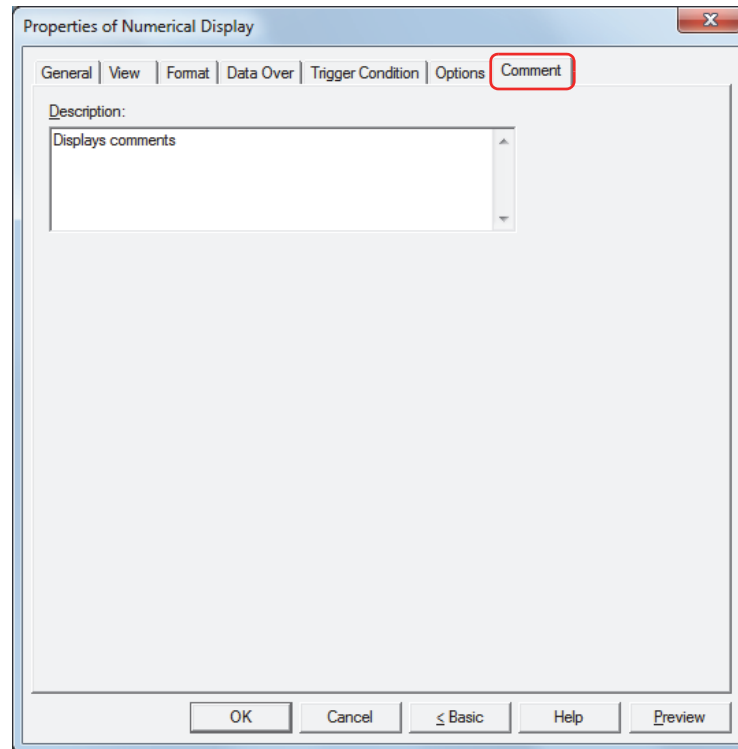 Properties of Numerical Display
General View Format Data Over Trigger Condition Options Comment
Description:
Displays comments
OK Cancel < Basic Help Preview